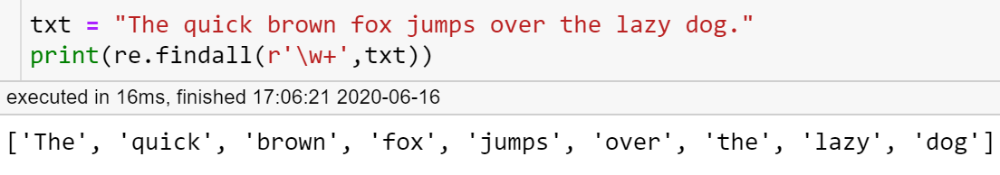 txt = "The quick brown fox jumps over the lazy dog."
print(re.findall(r'\w+',txt))
executed in 16ms, finished 17:06:21 2020-06-16
['The', 'quick', 'brown', 'fox', 'jumps', 'over', 'the', 'lazy', 'dog']